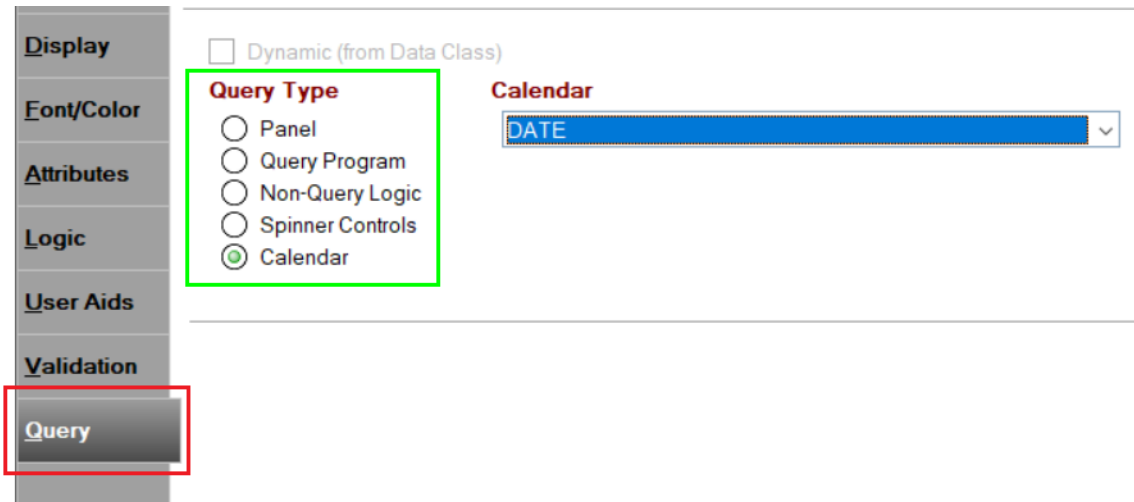 Display
Font/Color
Attributes
Logic
User Aids
Validation
Query
Dynamic (from Data Class)
Query Type
Panel
Query Program
Non-Query Logic
Spinner Controls
Calendar
Calendar
DATE